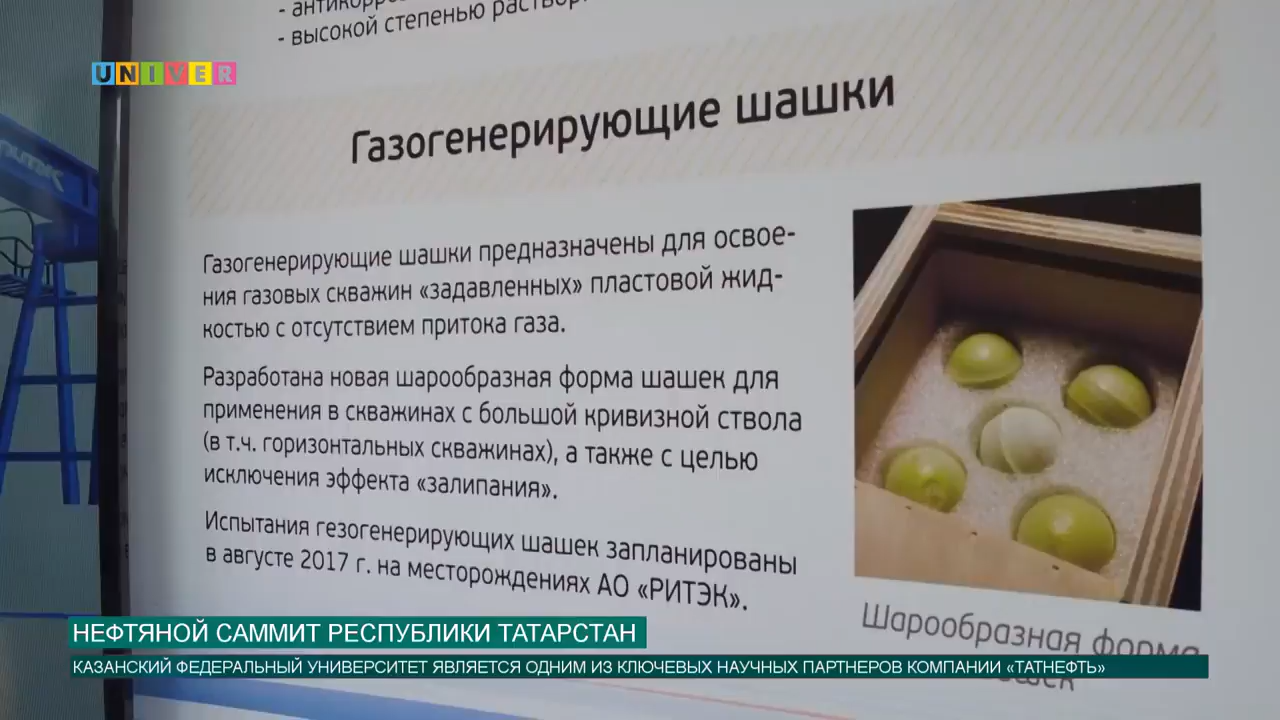 - высокой степенью
UNIVER
Газогенерирующие шашки
Газогенерирующие шашки предназначены для освое-
ния газовых скважин «задавленных» пластовой жид-
костью с отсутствием притока газа.
Разработана новая шарообразная форма шашек для
применения в скважинах с большой кривизной ствола
(в т.ч. горизонтальных скважинах), а также с целью
исключения эффекта «залипания».
Испытания гезогенерирующих шашек запланированы
в августе 2017 г. на месторождениях АО «РИТЭК».
Шарообразная форма
НЕФТЯНОЙ САММИТ РЕСПУБЛИКИ ТАТАРСТАН
КАЗАНСКИЙ ФЕДЕРАЛЬНЫЙ УНИВЕРСИТЕТ ЯВЛЯЕТСЯ ОДНИМ ИЗ КЛЮЧЕВЫХ НАУЧНЫХ ПАРТНЕРОВ КОМПАНИИ «ТАТНЕФТЬ»